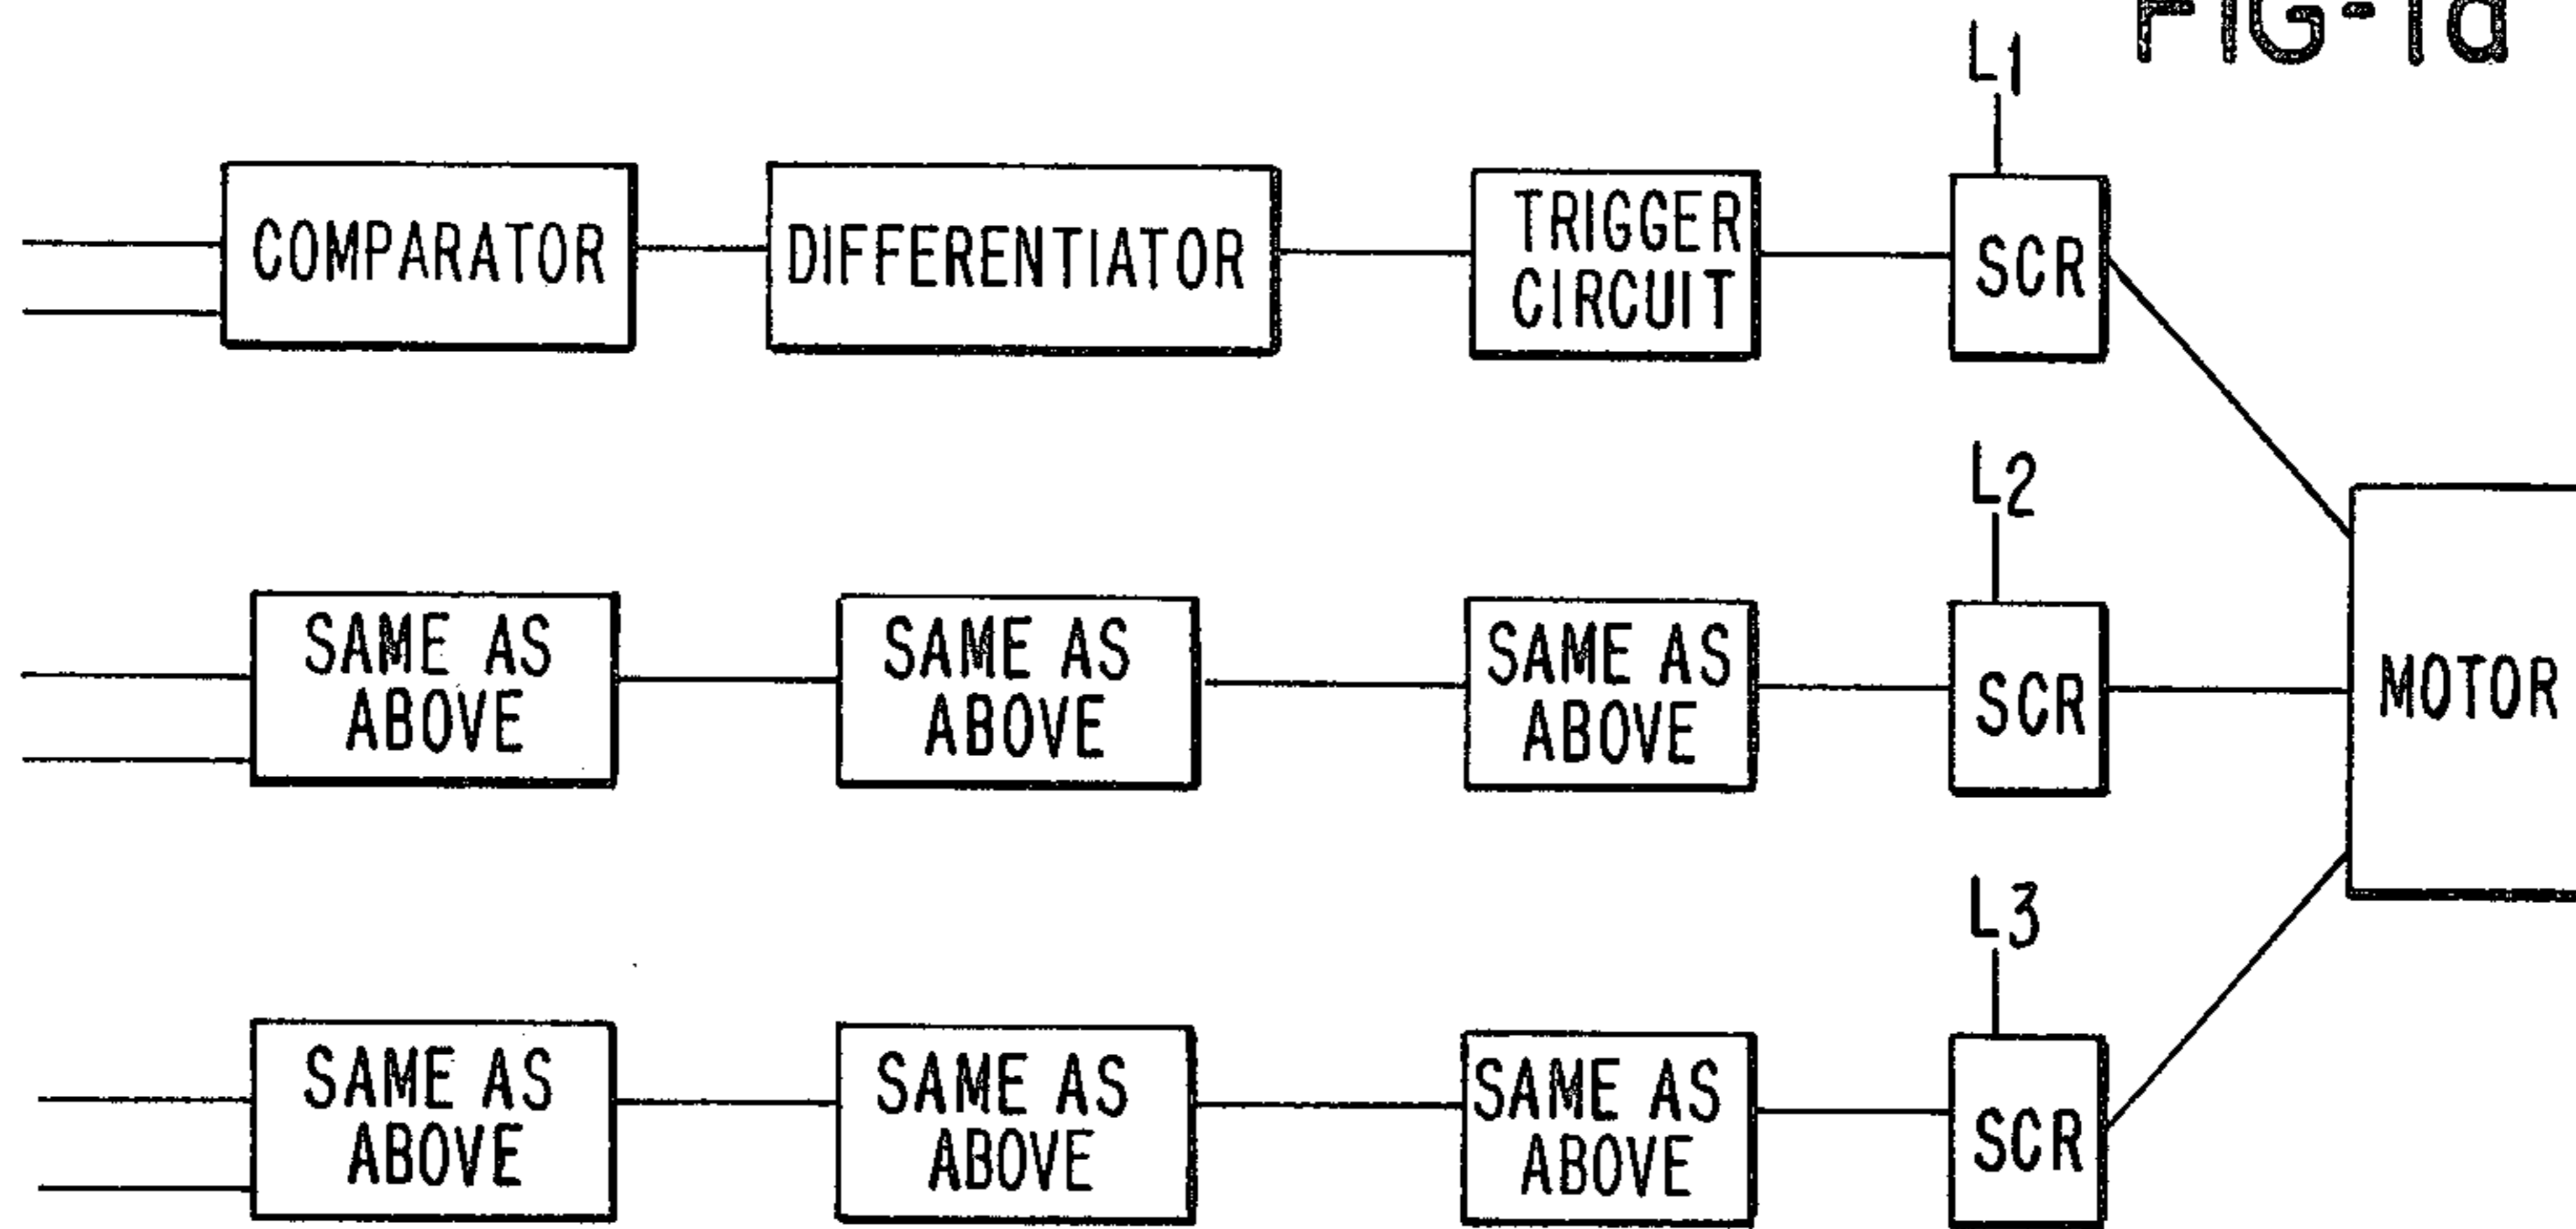 FIG-1a
L1
COMPARATOR
DIFFERENTIATOR
TRIGGER
CIRCUIT
SCR
L2
SAME AS
ABOVE
SAME AS
ABOVE
SAME AS
ABOVE
SCR
MOTOR
L3
SAME AS
ABOVE
SAME AS
ABOVE
SAME AS
ABOVE
SCR